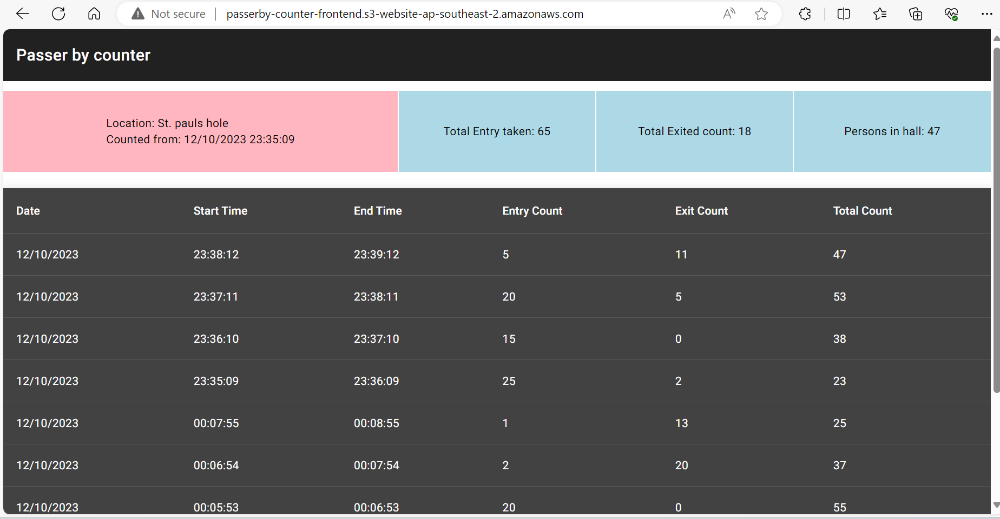 Not secure | passerby-counter-frontend.s3-website-ap-southeast-2.amazonaws.com
Passer by counter
Location: St. pauls hole
Counted from: 12/10/2023 23:35:09
Total Entry taken: 65
Total Exited count: 18
Persons in hall: 47
Date Start Time End Time Entry Count Exit Count Total Count
12/10/2023 23:38:12 23:39:12 5 11 47
12/10/2023 23:37:11 23:38:11 20 5 53
12/10/2023 23:36:10 23:37:10 15 0 38
12/10/2023 23:35:09 23:36:09 25 2 23
12/10/2023 00:07:55 00:08:55 1 13 25
12/10/2023 00:06:54 00:07:54 2 20 37
12/10/2023 00:05:53 00:06:53 20 0 55